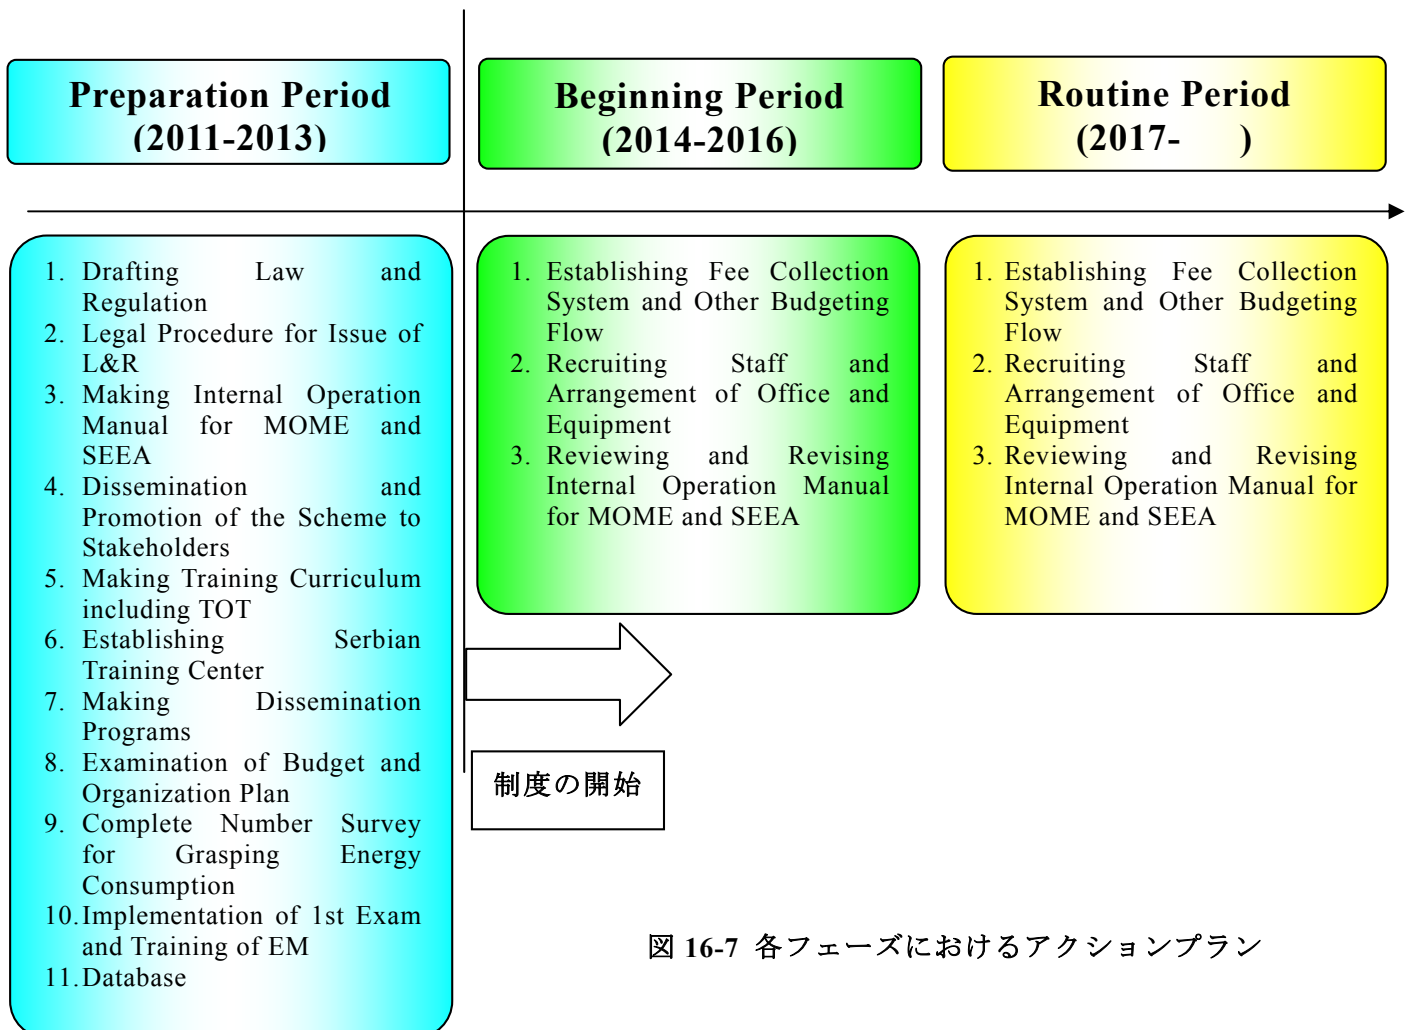 Preparation Period
(2011-2013)
Beginning Period
(2014-2016)
Routine Period
(2017-    )
1. Drafting Law and
Regulation
2. Legal Procedure for Issue of
L&R
3. Making Internal Operation
Manual for MOME and
SEEA
4. Dissemination and
Promotion of the Scheme to
Stakeholders
5. Making Training Curriculum
including TOT
6. Establishing Serbian
Training Center
7. Making Dissemination
Programs
8. Examination of Budget and
Organization Plan
9. Complete Number Survey
for Grasping Energy
Consumption
10. Implementation of 1st Exam
and Training of EM
11. Database
1. Establishing Fee Collection
System and Other Budgeting
Flow
2. Recruiting Staff and
Arrangement of Office and
Equipment
3. Reviewing and Revising
Internal Operation Manual
for MOME and SEEA
1. Establishing Fee Collection
System and Other Budgeting
Flow
2. Recruiting Staff and
Arrangement of Office and
Equipment
3. Reviewing and Revising
Internal Operation Manual for
MOME and SEEA
制度の開始
図 16-7 各フェーズにおけるアクションプラン